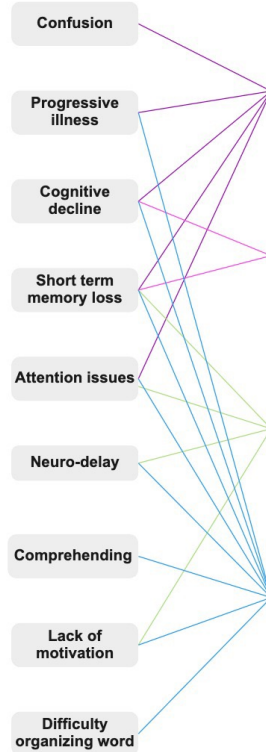 Confusion
Progressive
illness
Cognitive
decline
Short term
memory loss
Attention issues
Neuro-delay
Comprehending
Lack of
motivation
Difficulty
organizing word